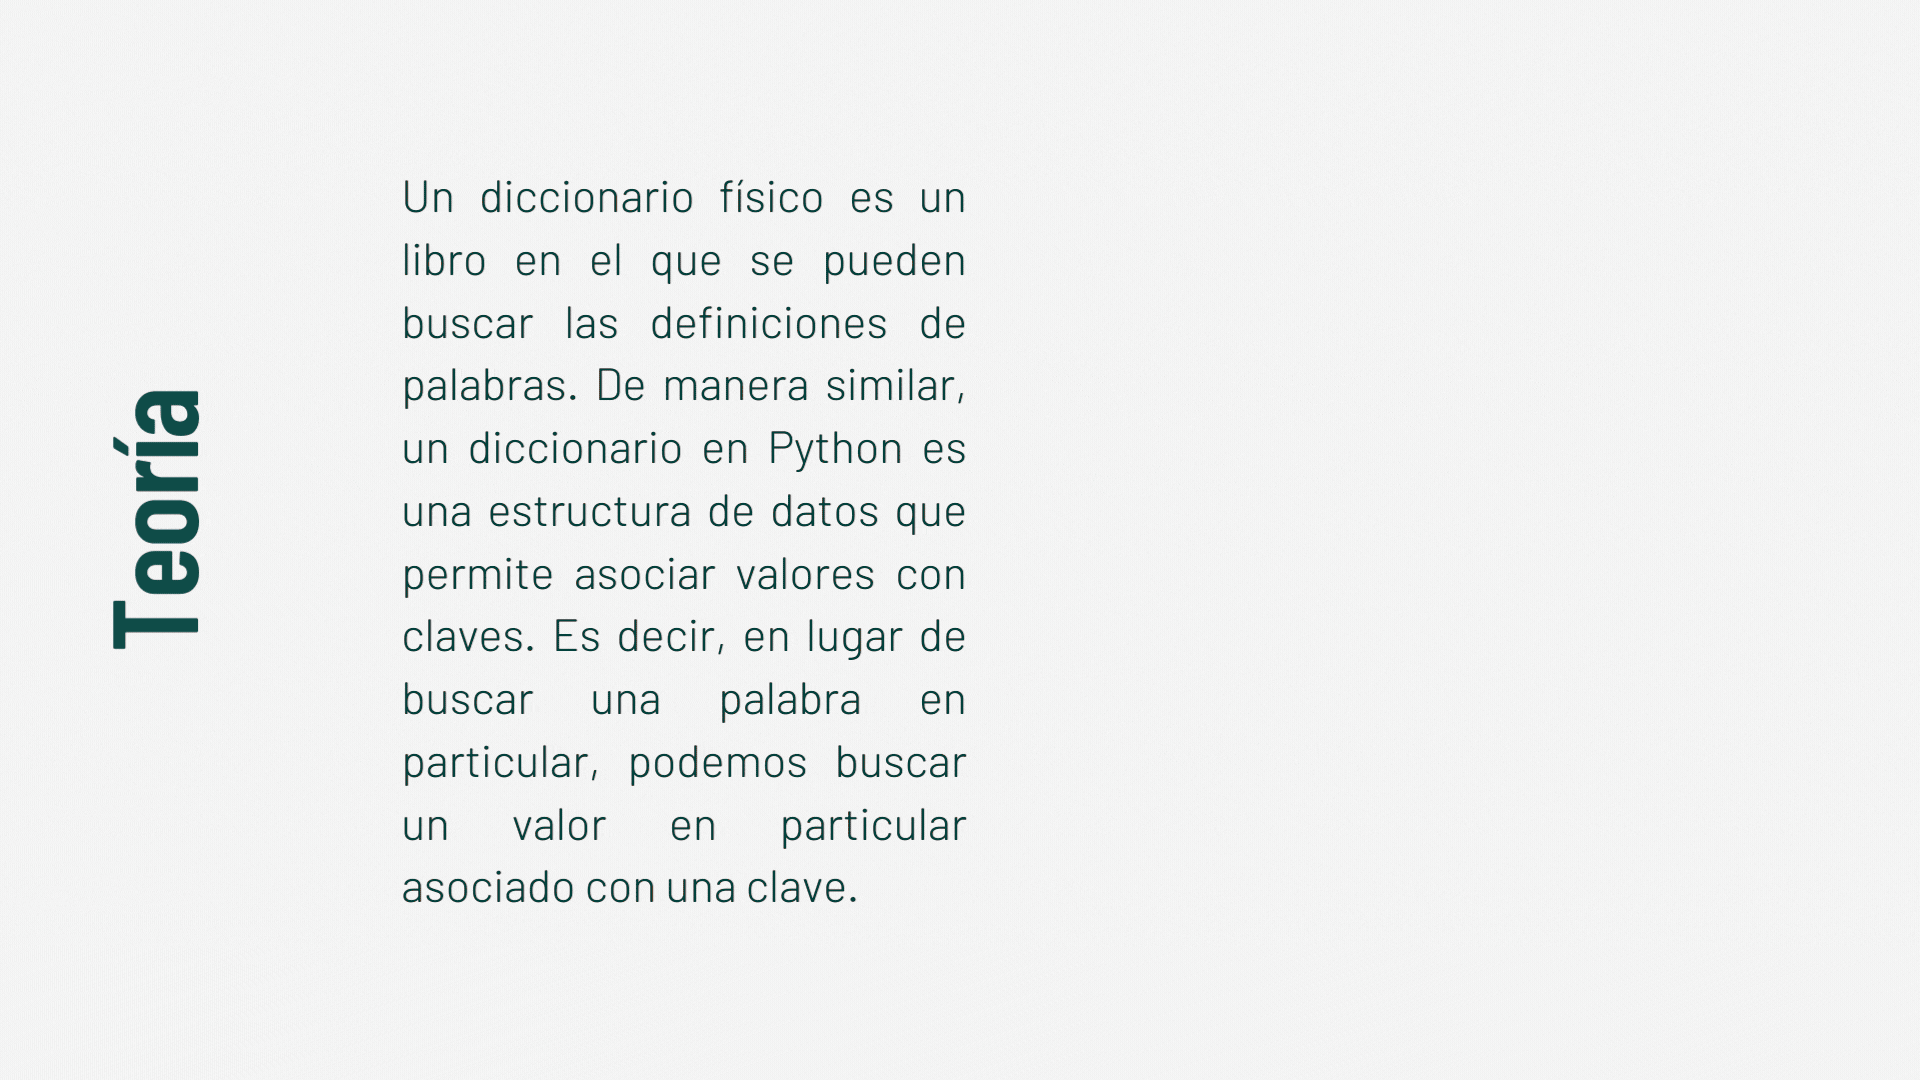 Teoría
Un diccionario físico es un
libro en el que se pueden
buscar las definiciones de
palabras. De manera similar,
un diccionario en Python es
una estructura de datos que
permite asociar valores con
claves. Es decir, en lugar de
buscar una palabra en
particular, podemos buscar
un valor en particular
asociado con una clave.